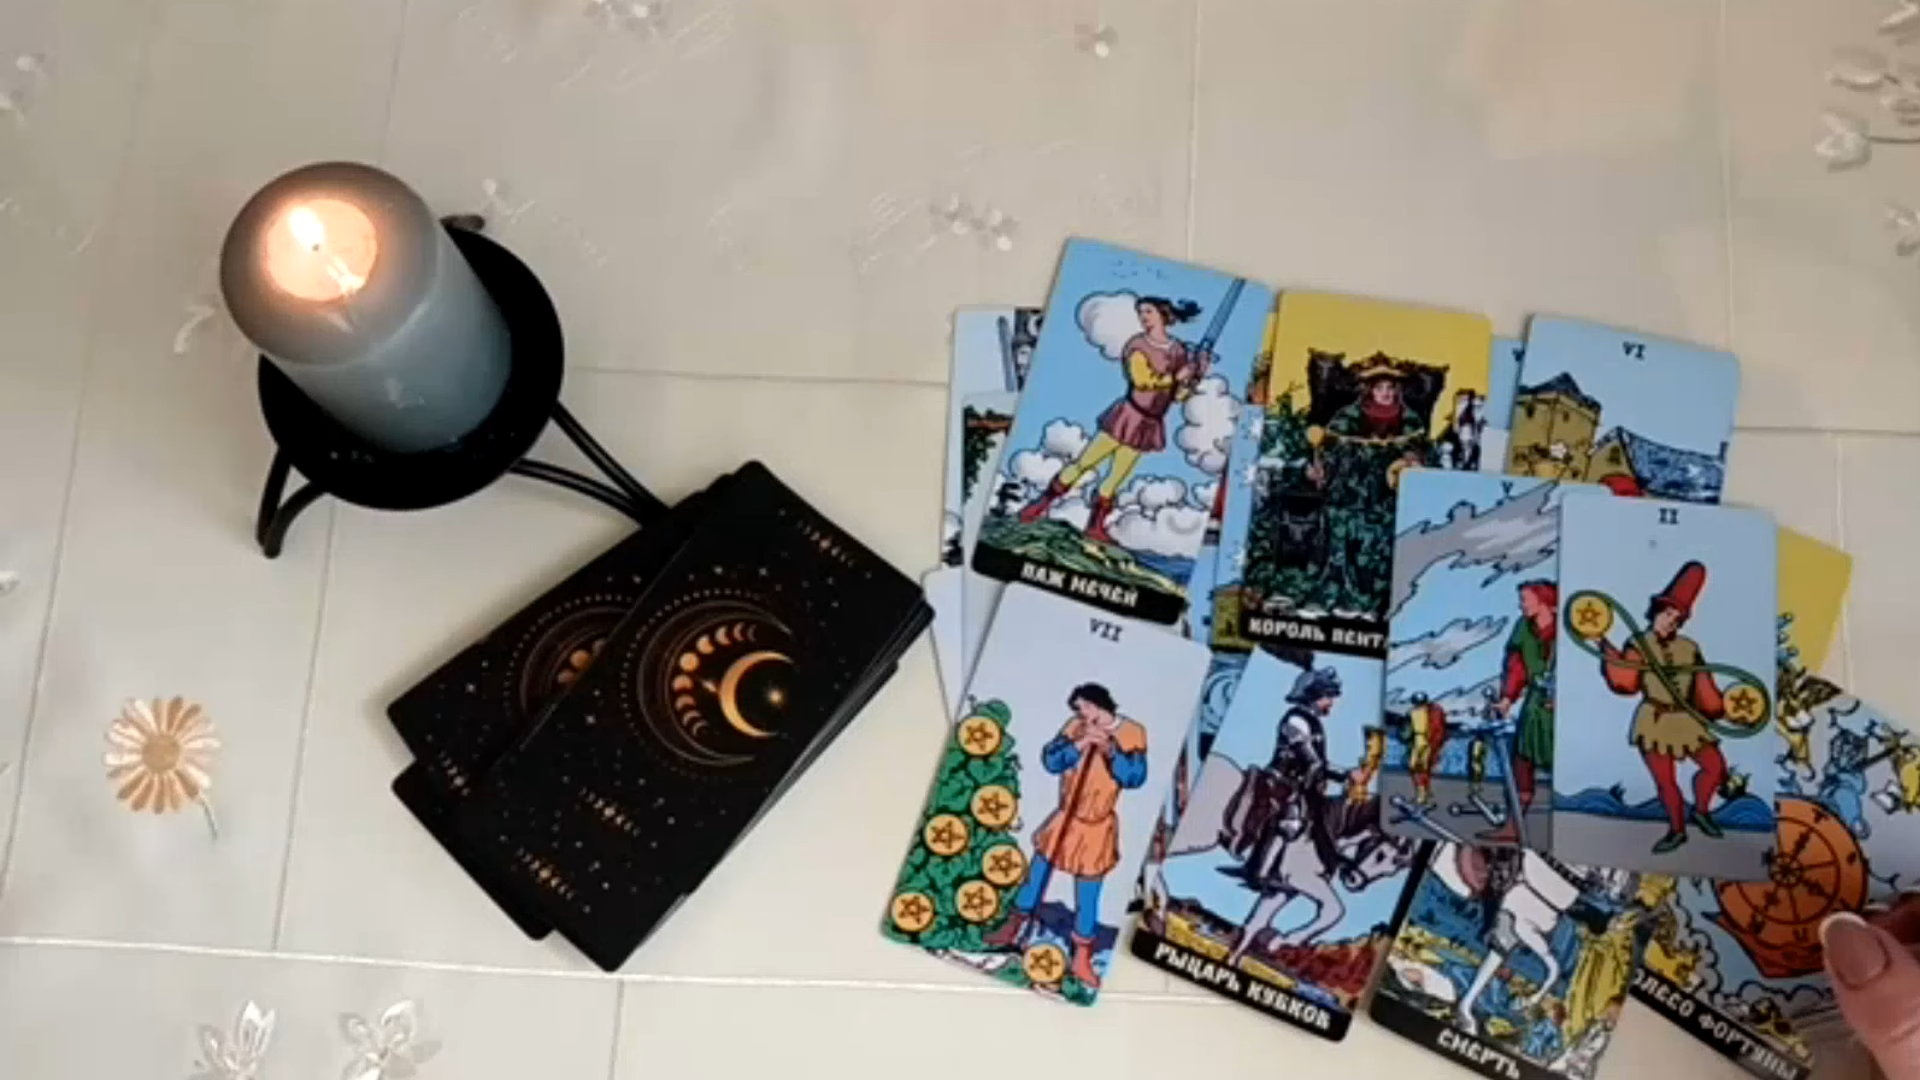 VI
V
II
ПАЖ МЕЧЕЙ
КОРОЛЬ ПЕНТ
VII
РЫЦАРЬ КУБКОВ
СМЕРТЬ
ОЛЕСО ФОРТУНЫ